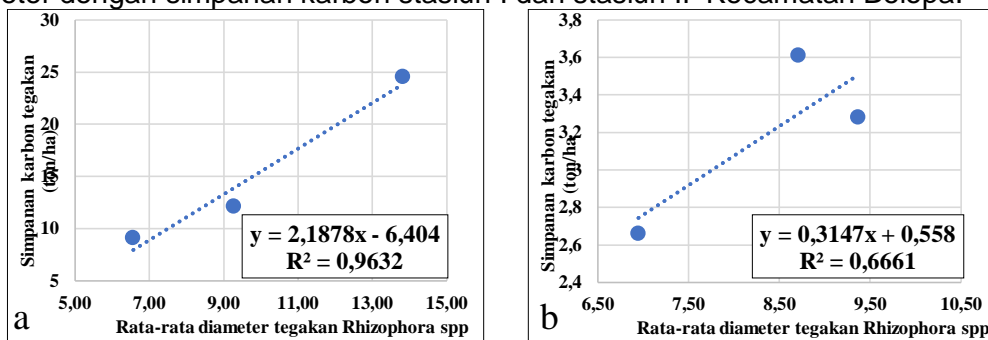 dengan simpanan karbon stasiun I dan stasiun II Kecamatan
30
25
20
15
10
5
5,00 7,00 9,00 11,00 13,00 15,00
Simpanan karbon tegakan
(ton/ha)
y = 2,1878x - 6,404
R² = 0,9632
a
Rata-rata diameter tegakan Rhizophora spp
3,8
3,6
3,4
3,2
3
2,8
2,6
2,4
6,50 7,50 8,50 9,50 10,50
Simpanan karbon tegakan
(ton/ha)
y = 0,3147x + 0,558
R² = 0,6661
b
Rata-rata diameter tegakan Rhizophora spp